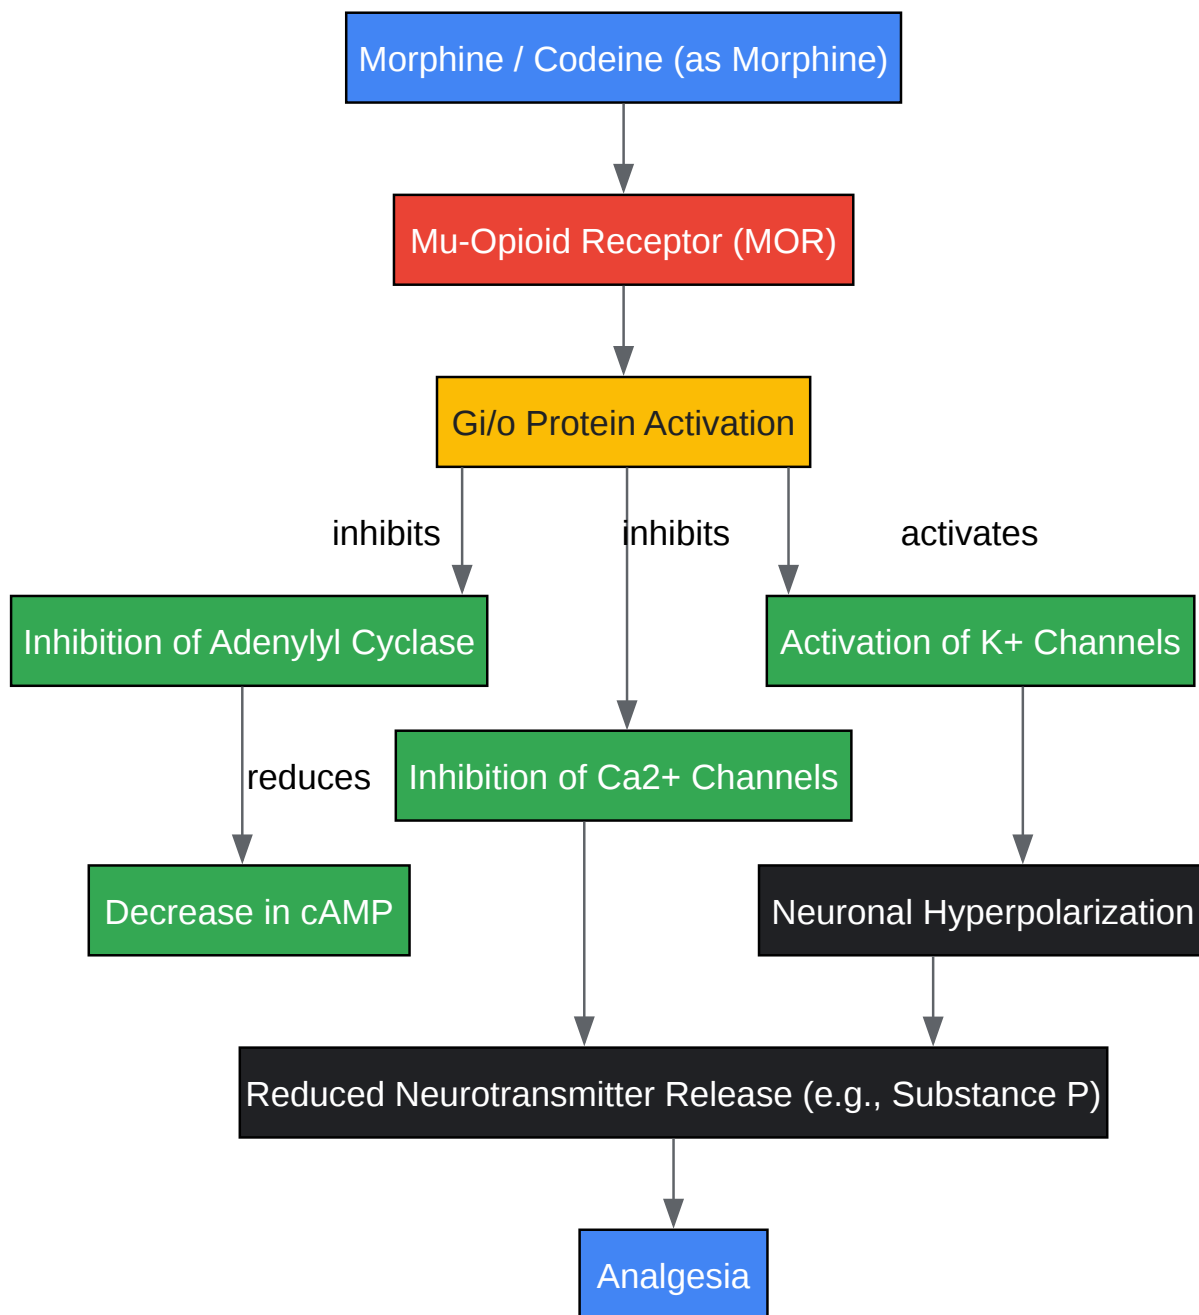 Morphine / Codeine (as Morphine)
Mu-Opioid Receptor (MOR)
Gi/o Protein Activation
inhibits
inhibits
activates
Inhibition of Adenylyl Cyclase
Activation of K+ Channels
reduces
Inhibition of Ca2+ Channels
Decrease in cAMP
Neuronal Hyperpolarization
Reduced Neurotransmitter Release (e.g., Substance P)
Analgesia